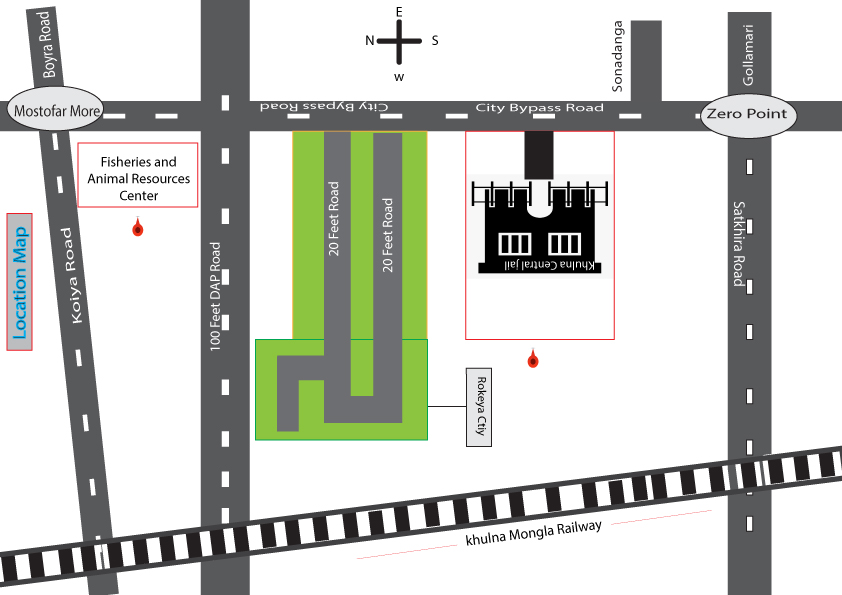 Location Map
Mostofar More
Boyra Road
Koiya Road
Fisheries and
Animal Resources
Center
100 Feet DAP Road
City Bypass Road
20 Feet Road
20 Feet Road
N
E
W
S
Rokeya Ctiy
khulna Mongla Railway
Khulna Central jail
City Bypass Road
Sonadanga
Satkhira Road
Zero Point
Gollamari